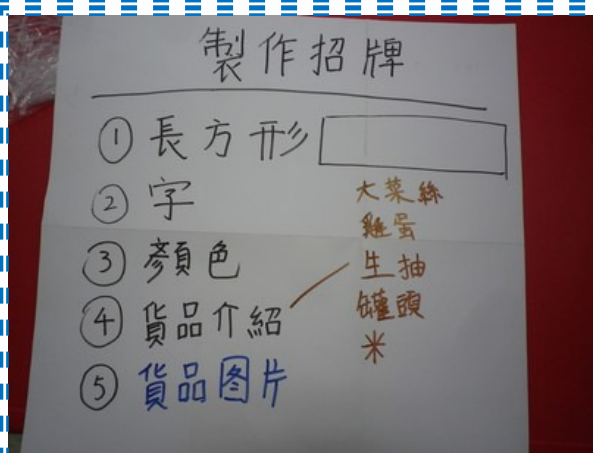 製作招牌
① 長方形
② 字
③ 顏色
④ 貨品介紹
⑤ 貨品图片
大菜絲
雞蛋
生抽
罐頭
米